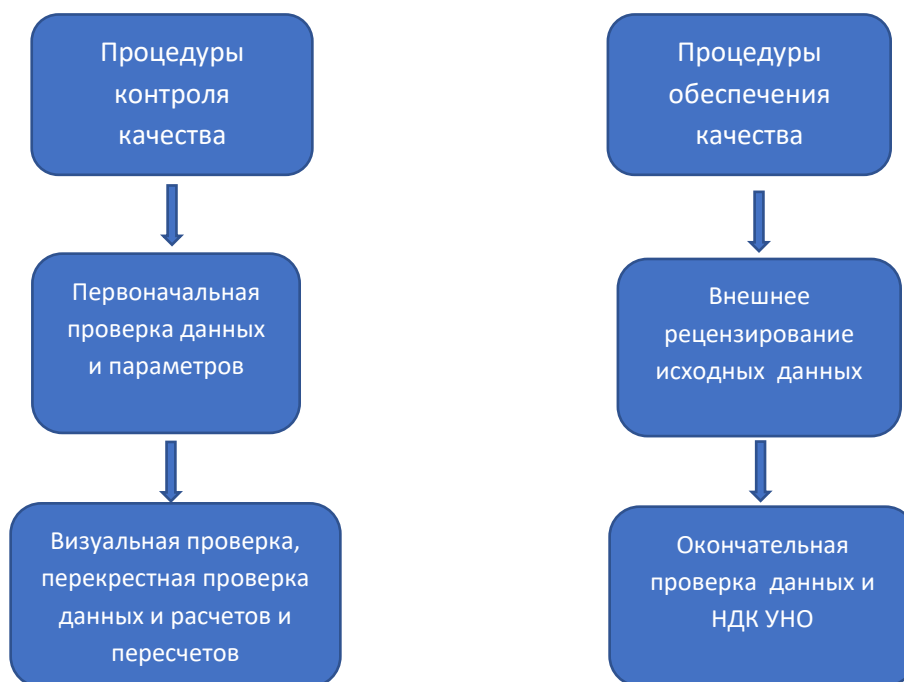 Процедуры
контроля
качества
Первоначальная
проверка данных
и параметров
Визуальная проверка,
перекрестная проверка
данных и расчетов и
пересчетов
Процедуры
обеспечения
качества
Внешнее
рецензирование
исходных данных
Окончательная
проверка данных и
НДК УНО